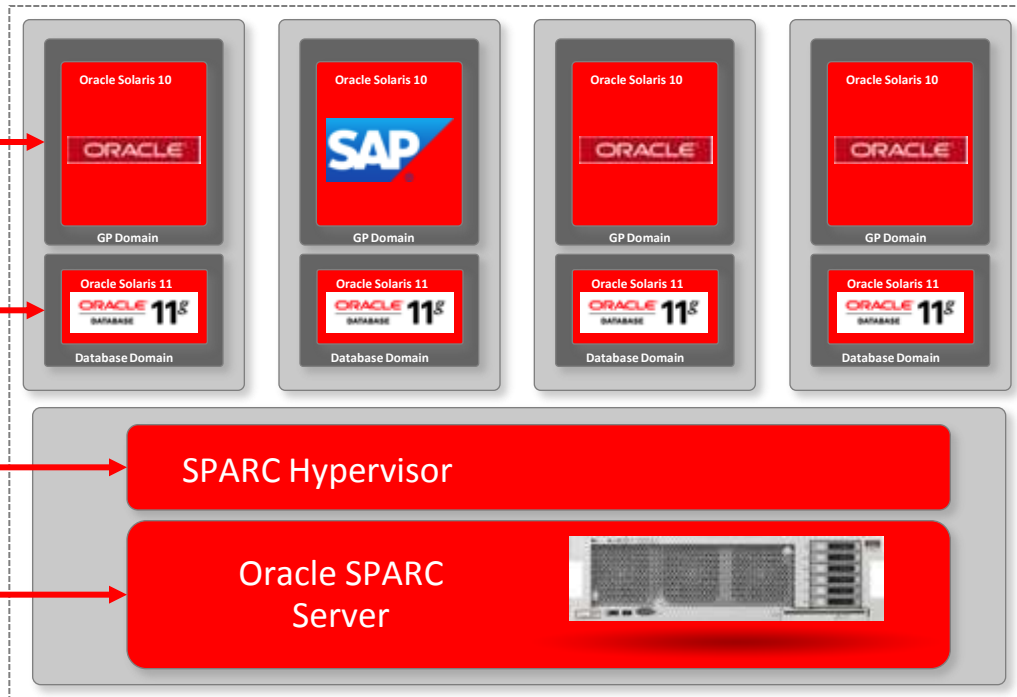 Oracle Solaris 10
Oracle Solaris 10
Oracle Solaris 10
Oracle Solaris 10
ORACLE
SAP®
ORACLE
ORACLE
GP Domain
GP Domain
GP Domain
GP Domain
Oracle Solaris 11
Oracle Solaris 11
Oracle Solaris 11
Oracle Solaris 11
ORACLE DATABASE 11g
ORACLE DATABASE 11g
ORACLE DATABASE 11g
ORACLE DATABASE 11g
Database Domain
Database Domain
Database Domain
Database Domain
SPARC Hypervisor
Oracle SPARC
Server